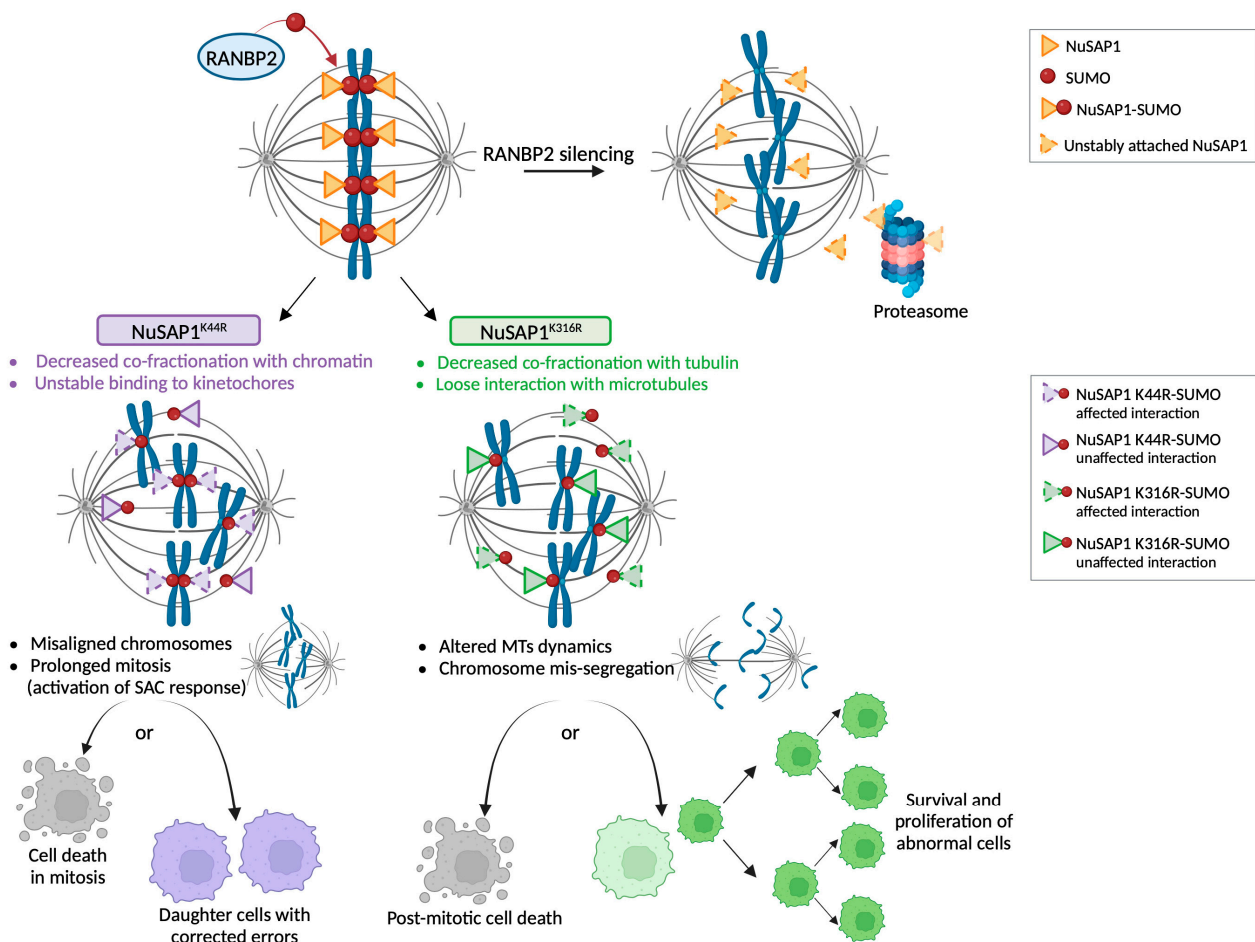 RANBP2
RANBP2 silencing
Proteasome
NuSAP1
SUMO
NuSAP1-SUMO
Unstably attached NuSAP1
NuSAP1K44R
• Decreased co-fractionation with chromatin
• Unstable binding to kinetochores
NuSAP1K316R
• Decreased co-fractionation with tubulin
• Loose interaction with microtubules
NuSAP1 K44R-SUMO
affected interaction
NuSAP1 K44R-SUMO
unaffected interaction
NuSAP1 K316R-SUMO
affected interaction
NuSAP1 K316R-SUMO
unaffected interaction
• Misaligned chromosomes
• Prolonged mitosis
(activation of SAC response)
or
Cell death
in mitosis
Daughter cells with
corrected errors
• Altered MTs dynamics
• Chromosome mis-segregation
or
Post-mitotic cell death
Survival and
proliferation of
abnormal cells